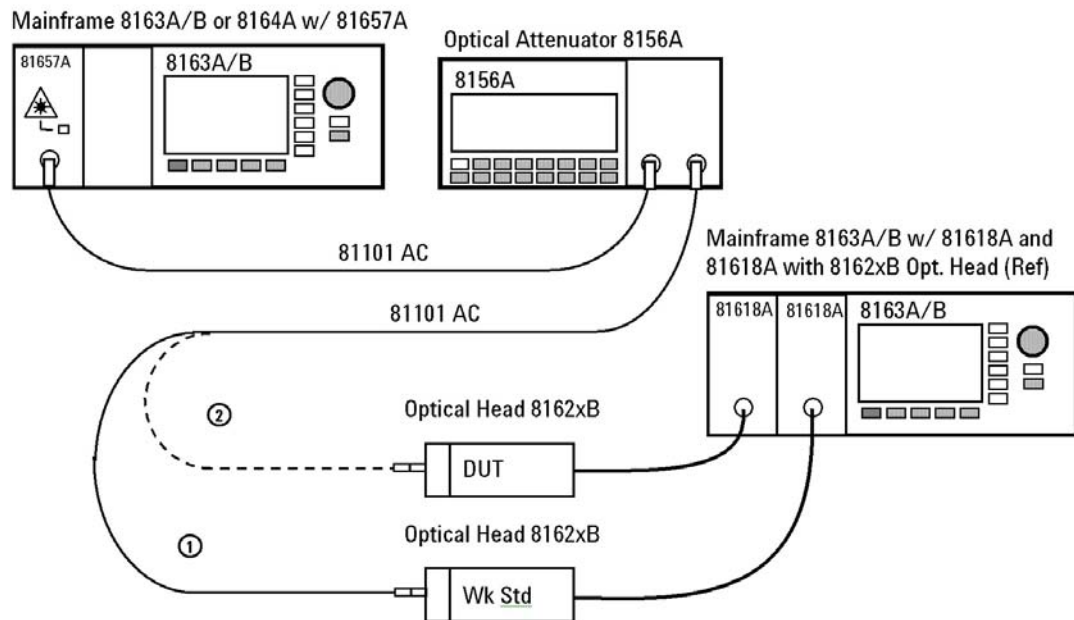 Mainframe 8163A/B or 8164A w/ 81657A
81657A
8163A/B
Optical Attenuator 8156A
8156A
81101 AC
Mainframe 8163A/B w/ 81618A and
81618A with 8162xB Opt. Head (Ref)
81618A
81618A
8163A/B
81101 AC
②
Optical Head 8162xB
DUT
①
Optical Head 8162xB
Wk Std